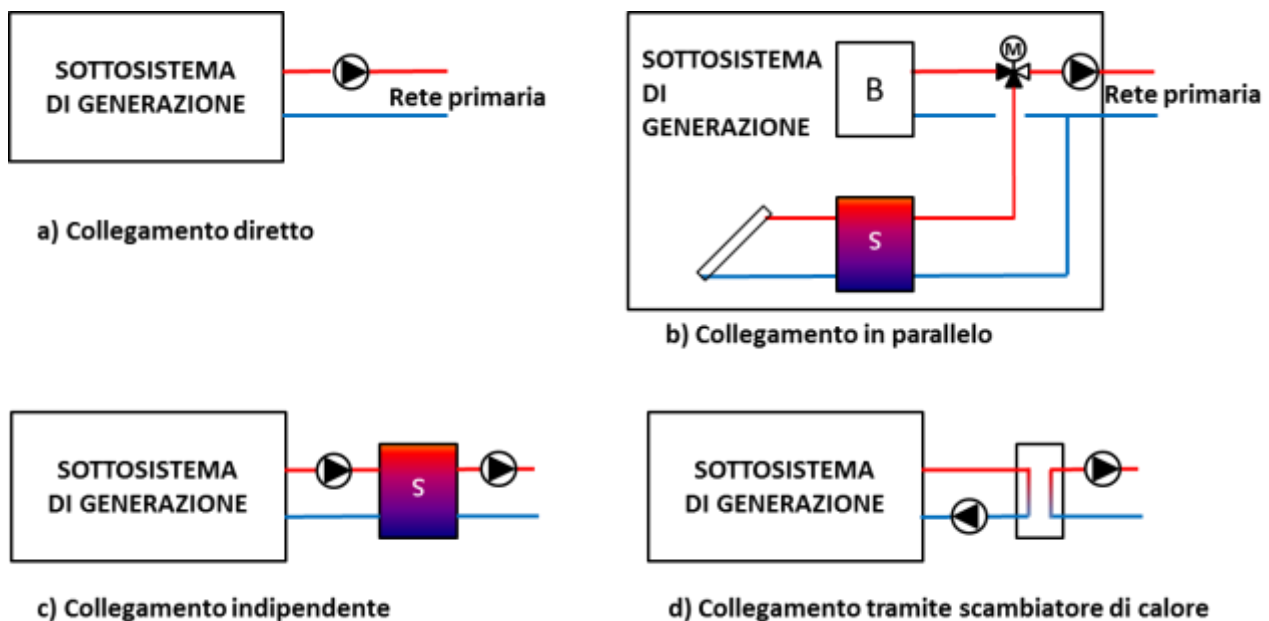 SOTTOSISTEMA
DI GENERAZIONE
Rete primaria
a) Collegamento diretto
SOTTOSISTEMA
DI
GENERAZIONE
B
M
Rete primaria
S
b) Collegamento in parallelo
SOTTOSISTEMA
DI GENERAZIONE
S
c) Collegamento indipendente
SOTTOSISTEMA
DI GENERAZIONE
d) Collegamento tramite scambiatore di calore